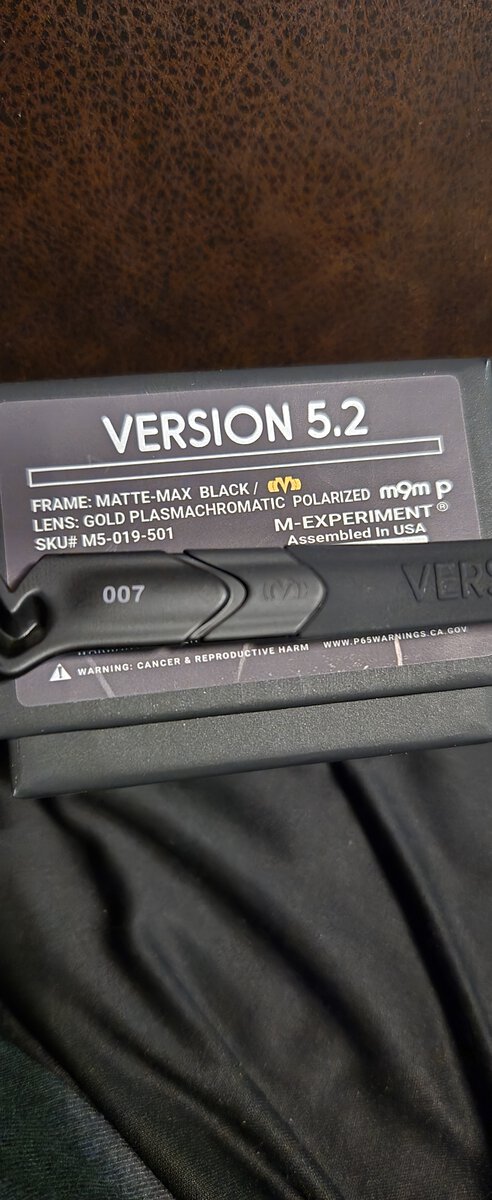 VERSION 5.2
FRAME: MATTE-MAX BLACK /
LENS: GOLD PLASMACHROMATIC POLARIZED m9m p
SKU# M5-019-501
M-EXPERIMENT®
Assembled In USA
007
VERS
WARNING: CANCER & REPRODUCTIVE HARM WWW.P65WARNINGS.CA.GOV